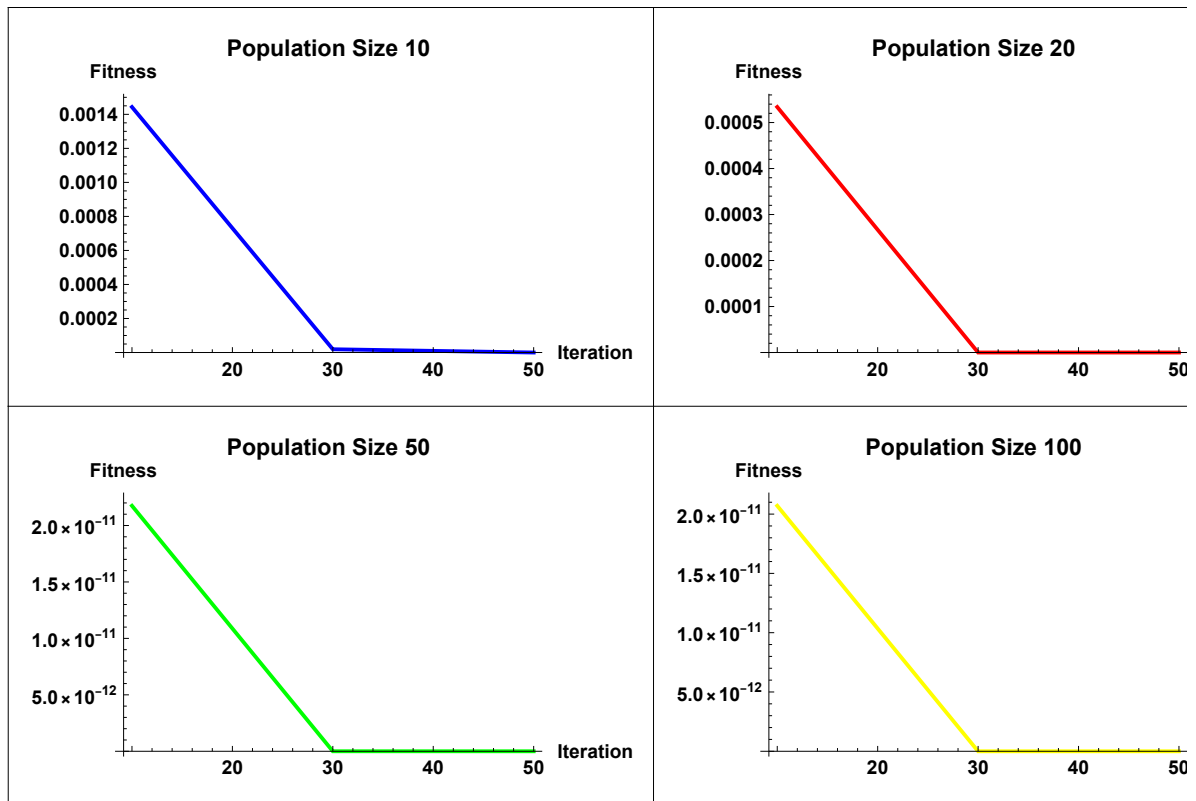 Population Size 10
Fitness
0.0014
0.0012
0.0010
0.0008
0.0006
0.0004
0.0002
20 30 40 50 Iteration
Population Size 20
Fitness
0.0005
0.0004
0.0003
0.0002
0.0001
20 30 40 50
Population Size 50
Fitness
2.0 × 10⁻¹¹
1.5 × 10⁻¹¹
1.0 × 10⁻¹¹
5.0 × 10⁻¹²
20 30 40 50 Iteration
Population Size 100
Fitness
2.0 × 10⁻¹¹
1.5 × 10⁻¹¹
1.0 × 10⁻¹¹
5.0 × 10⁻¹²
20 30 40 50